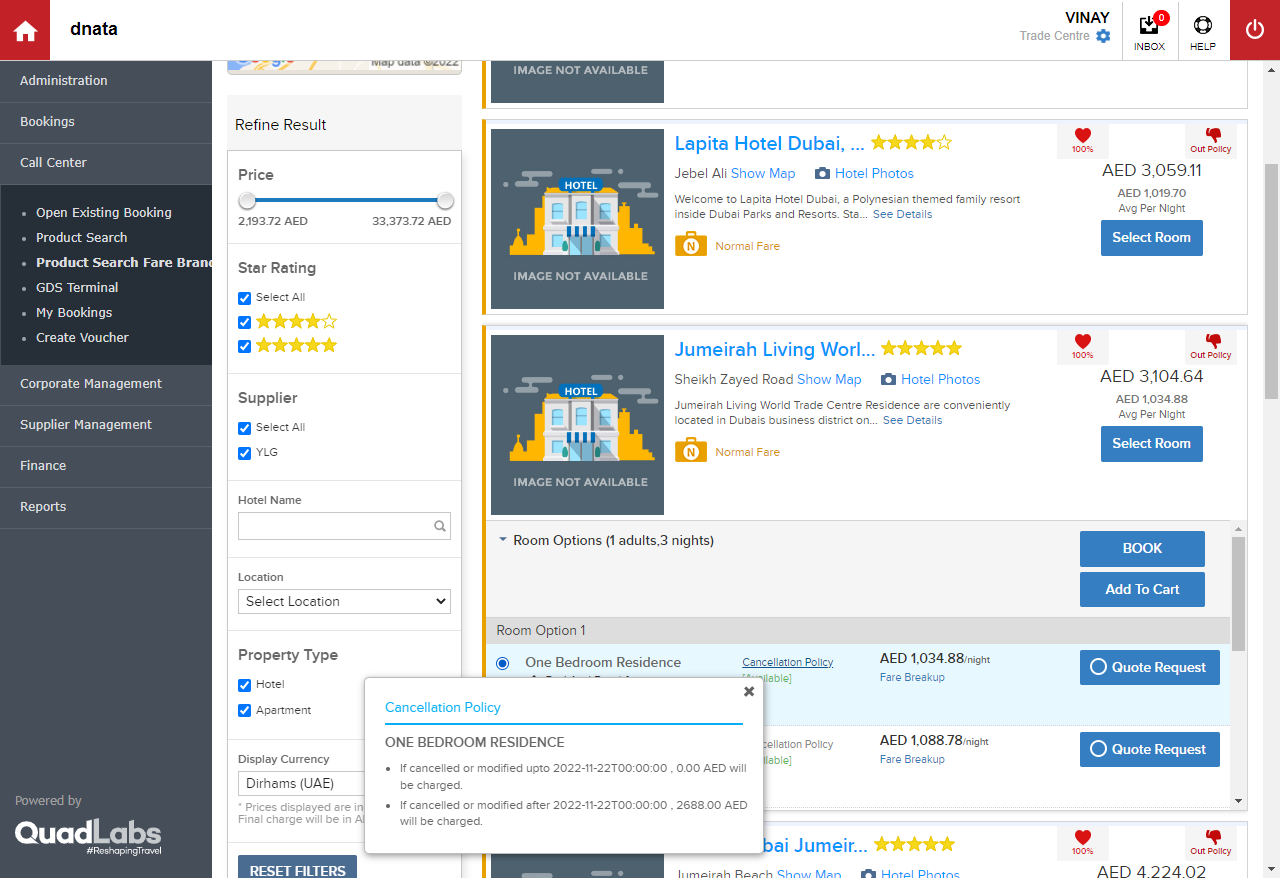 dnata
VINAY
Trade Centre
0
INBOX
HELP
Administration
Bookings
Call Center
Open Existing Booking
Product Search
Product Search Fare Bran
GDS Terminal
My Bookings
Create Voucher
Corporate Management
Supplier Management
Finance
Reports
Powered by
QuadLabs
#ReshapingTravel
Map data ©2022
Refine Result
Price
2,193.72 AED
33,373.72 AED
Star Rating
Select All
Supplier
Select All
YLG
Hotel Name
Location
Select Location
Property Type
Hotel
Apartment
Display Currency
Dirhams (UAE)
* Prices displayed are in
Final charge will be in A
RESET FILTERS
IMAGE NOT AVAILABLE
HOTEL
IMAGE NOT AVAILABLE
Lapita Hotel Dubai, ...
Jebel Ali Show Map
Hotel Photos
Welcome to Lapita Hotel Dubai, a Polynesian themed family resort
inside Dubai Parks and Resorts. Sta... See Details
N
Normal Fare
100%
Out Policy
AED 3,059.11
AED 1,019.70
Avg Per Night
Select Room
HOTEL
IMAGE NOT AVAILABLE
Jumeirah Living Worl...
Sheikh Zayed Road Show Map
Hotel Photos
Jumeirah Living World Trade Centre Residence are conveniently
located in Dubais business district on... See Details
N
Normal Fare
100%
Out Policy
AED 3,104.64
AED 1,034.88
Avg Per Night
Select Room
Room Options (1 adults,3 nights)
BOOK
Add To Cart
Room Option 1
One Bedroom Residence
Cancellation Policy
[Available]
AED 1,034.88/night
Fare Breakup
Quote Request
cellation Policy
able]
AED 1,088.78/night
Fare Breakup
Quote Request
Cancellation Policy
ONE BEDROOM RESIDENCE
If cancelled or modified upto 2022-11-22T00:00:00 , 0.00 AED will
be charged.
If cancelled or modified after 2022-11-22T00:00:00 , 2688.00 AED
will be charged.
bai Jumeir...
Jumeirah Beach Show Map
Hotel Photos
100%
Out Policy
AED 4,224.02